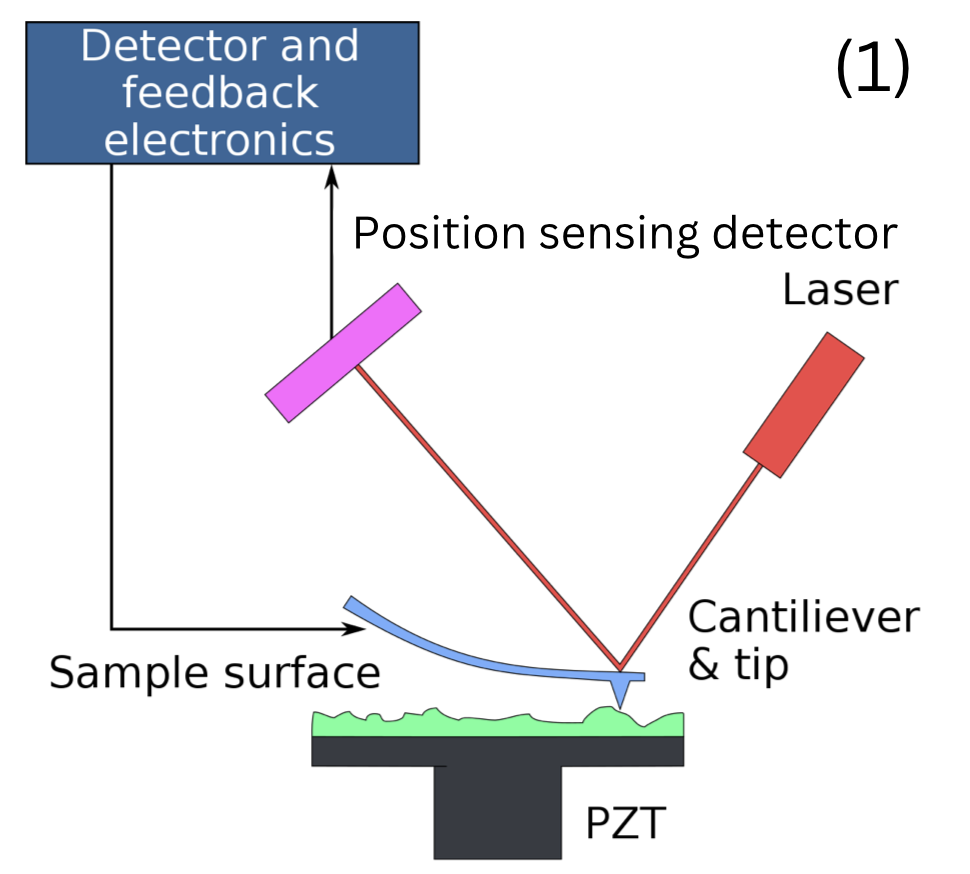 Detector and
feedback
electronics
(1)
Position sensing detector
Laser
Cantiliever
& tip
Sample surface
PZT